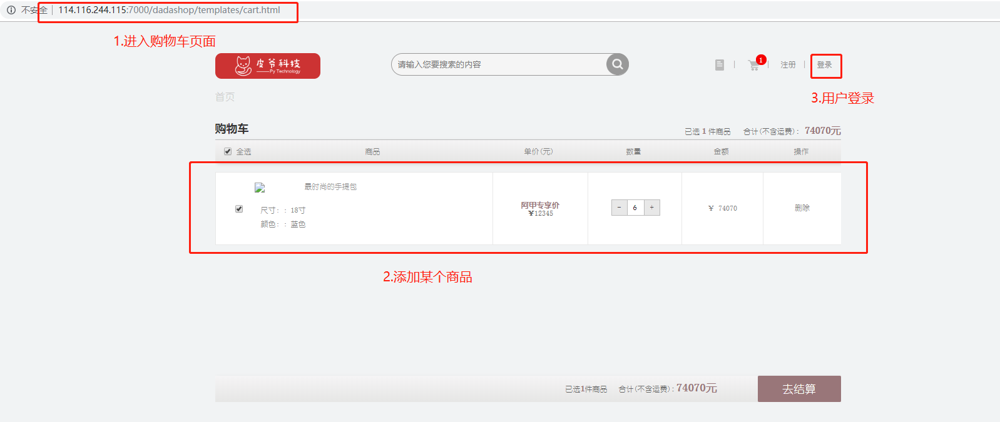 不安全 | 114.116.244.115:7000/dadashop/templates/cart.html
1.进入购物车页面
皮爷科技
Py Technology
请输入您要搜索的内容
1
注册
登录
3.用户登录
首页
购物车
已选 1 件商品 合计(不含运费)： 74070元
全选 商品 单价(元) 数量 金额 操作
最时尚的手提包
尺寸：：18寸
颜色：：蓝色
阿甲专享价
¥12345
- 6 +
¥ 74070
删除
2.添加某个商品
已选1件商品 合计(不含运费)：74070元
去结算